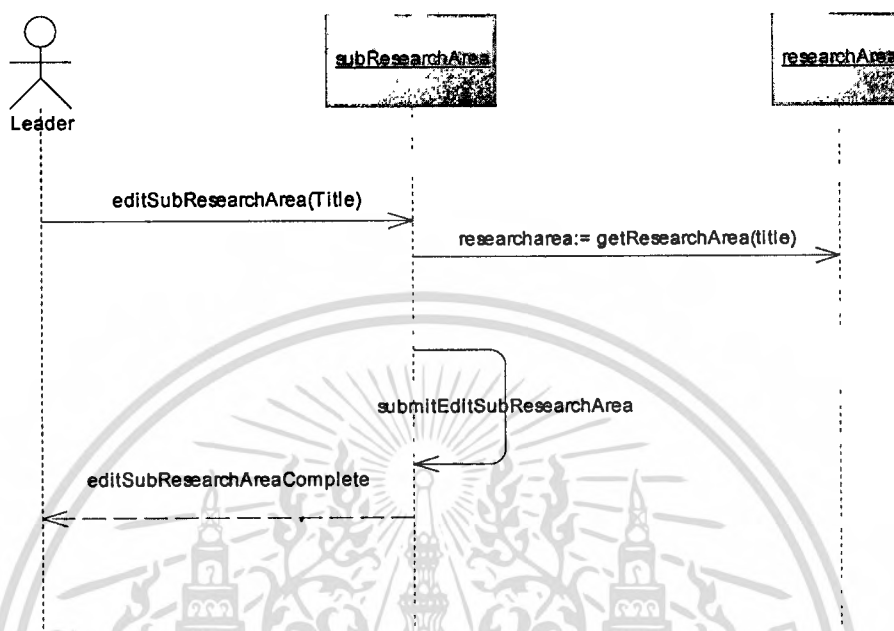 subResearchArea
researchArea
Leader
editSubResearchArea(Title)
researcharea:= getResearchArea(title)
submitEditSubResearchArea
editSubResearchAreaComplete